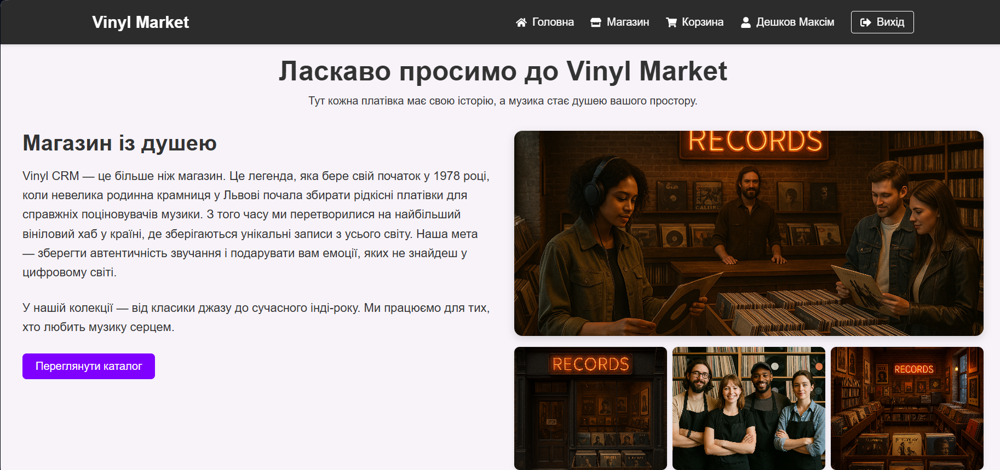 Vinyl Market
Головна
Магазин
Корзина
Дешков Максім
Вихід
Ласкаво просимо до Vinyl Market
Тут кожна платівка має свою історію, а музика стає душею вашого простору.
Магазин із душею
Vinyl CRM — це більше ніж магазин. Це легенда, яка бере свій початок у 1978 році,
коли невелика родинна крамниця у Львові почала збирати рідкісні платівки для
справжніх поціновувачів музики. З того часу ми перетворилися на найбільший
вініловий хаб у країні, де зберігаються унікальні записи з усього світу. Наша мета
— зберегти автентичність звучання і подарувати вам емоції, яких не знайдеш у
цифровому світі.
У нашій колекції — від класики джазу до сучасного інді-року. Ми працюємо для тих,
хто любить музику серцем.
Переглянути каталог
RECORDS
RECORDS
OPEN
RECORDS
SOUL